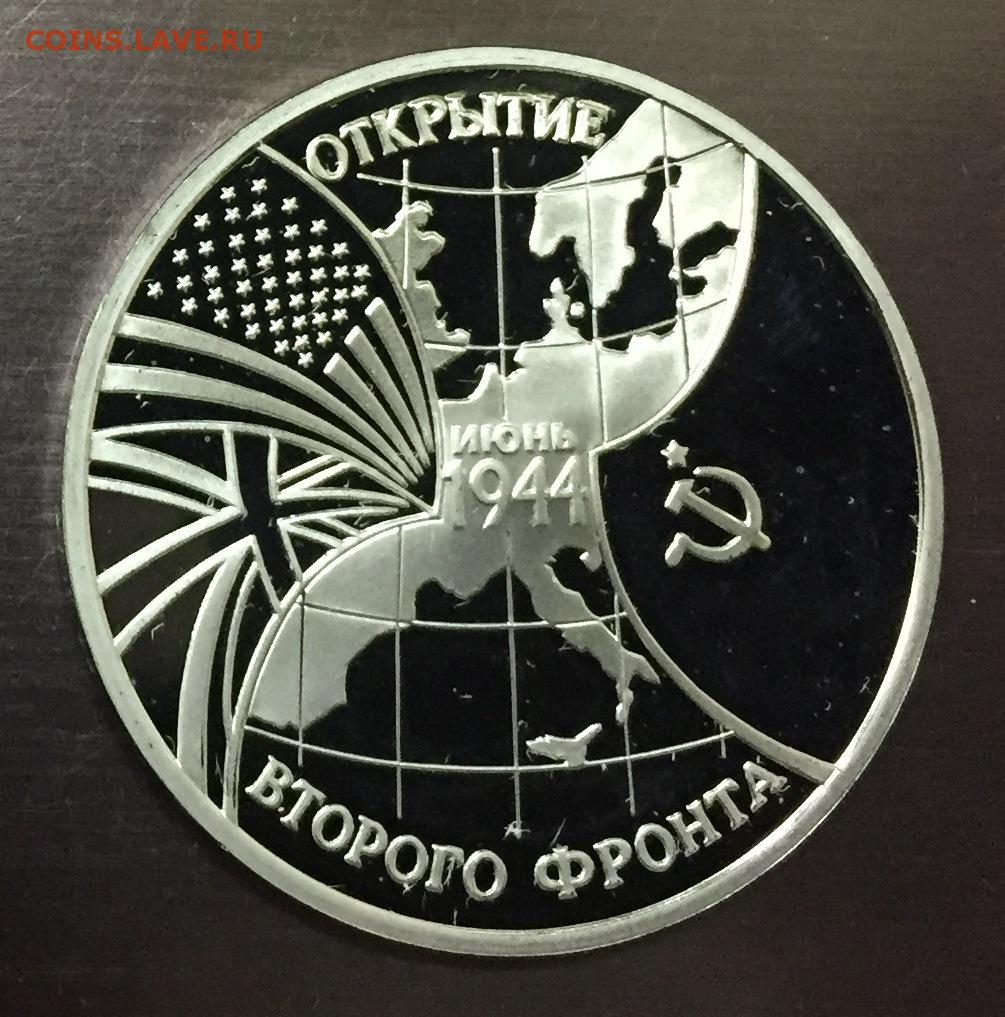 COINS.LAVE.RU
ОТКРЫТИЕ
ИЮНЬ
1944
ВТОРОГО ФРОНТА